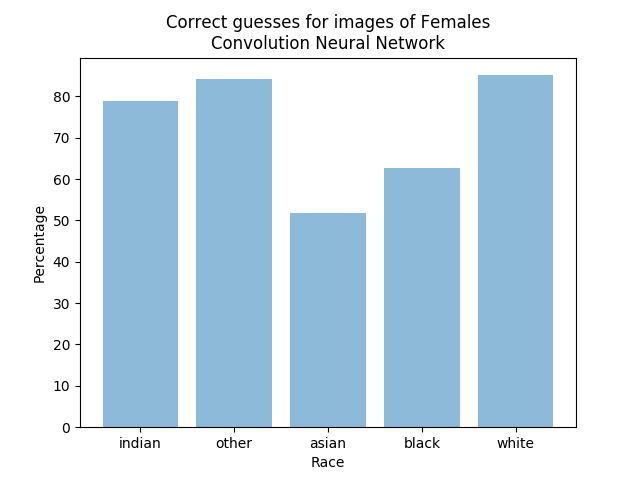 Correct guesses for images of Females
Convolution Neural Network
Percentage
80
70
60
50
40
30
20
10
0
indian other asian black white
Race